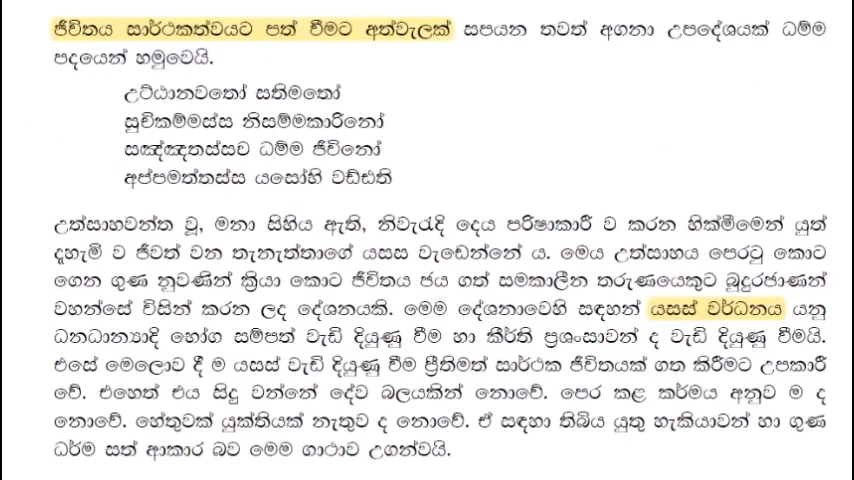 ජීවිතය සාර්ථකත්වයට පත් වීමට අත්වැලක් සපයන තවත් අගනා උපදේශයක් ධම්ම
පදයෙන් හමුවෙයි.
උට්ඨානවතෝ සතිමතෝ
සුචිකම්මස්ස නිසම්මකාරිනෝ
සඤ්ඤතස්සච ධම්ම ජීවිනෝ
අප්පමත්තස්ස යසෝභි වඩ්ඪති
උත්සාහවන්ත වූ, මනා සිහිය ඇති, නිවැරැදි දෙය පරිෂාකාරී ව කරන හික්මීමෙන් යුත්
දැහැමි ව ජීවත් වන තැනැත්තාගේ යසස වැඩෙන්නේ ය. මෙය උත්සාහය පෙරටු කොට
ගෙන ගුණ නුවණින් ක්‍රියා කොට ජීවිතය ජය ගත් සමකාලීන තරුණයෙකුට බුදුරජාණන්
වහන්සේ විසින් කරන ලද දේශනයකි. මෙම දේශනාවෙහි සඳහන් යසස් වර්ධනය යනු
ධනධාන්‍යාදි භෝග සම්පත් වැඩි දියුණු වීම හා කීර්ති ප්‍රශංසාවන් ද වැඩි දියුණු වීමයි.
එසේ මෙලොව දී ම යසස් වැඩි දියුණු වීම ප්‍රීතිමත් සාර්ථක ජීවිතයක් ගත කිරීමට උපකාරී
වේ. එහෙත් එය සිදු වන්නේ දේව බලයකින් නොවේ. පෙර කළ කර්මය අනුව ම ද
නොවේ. හේතුවක් යුක්තියක් නැතුව ද නොවේ. ඒ සඳහා තිබිය යුතු හැකියාවන් හා ගුණ
ධර්ම සත් ආකාර බව මෙම ගාථාව උගන්වයි.